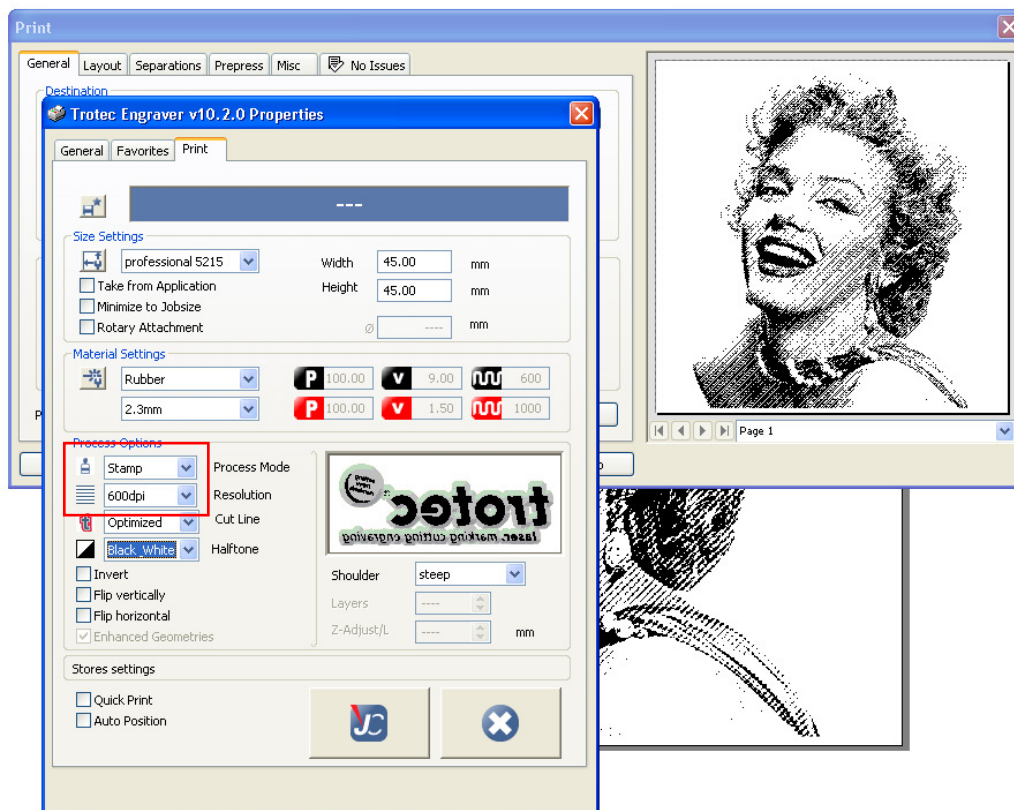 Print
General Layout Separations Prepress Misc No Issues
Destination
Trotec Engraver v10.2.0 Properties
General Favorites Print
---
Size Settings
professional 5215 Width 45.00 mm
Take from Application Height 45.00 mm
Minimize to Jobsize
Rotary Attachment Ø ---- mm
Material Settings
Rubber P 100.00 v 9.00 600
2.3mm P 100.00 v 1.50 1000
Page 1
Process Options
Stamp Process Mode
600dpi Resolution
Optimized Cut Line
Black_White Halftone
trotec
laser. marking cutting engraving
Invert Shoulder steep
Flip vertically Layers ----
Flip horizontal Z-Adjust/L ---- mm
Enhanced Geometries
Stores settings
Quick Print
Auto Position
JC